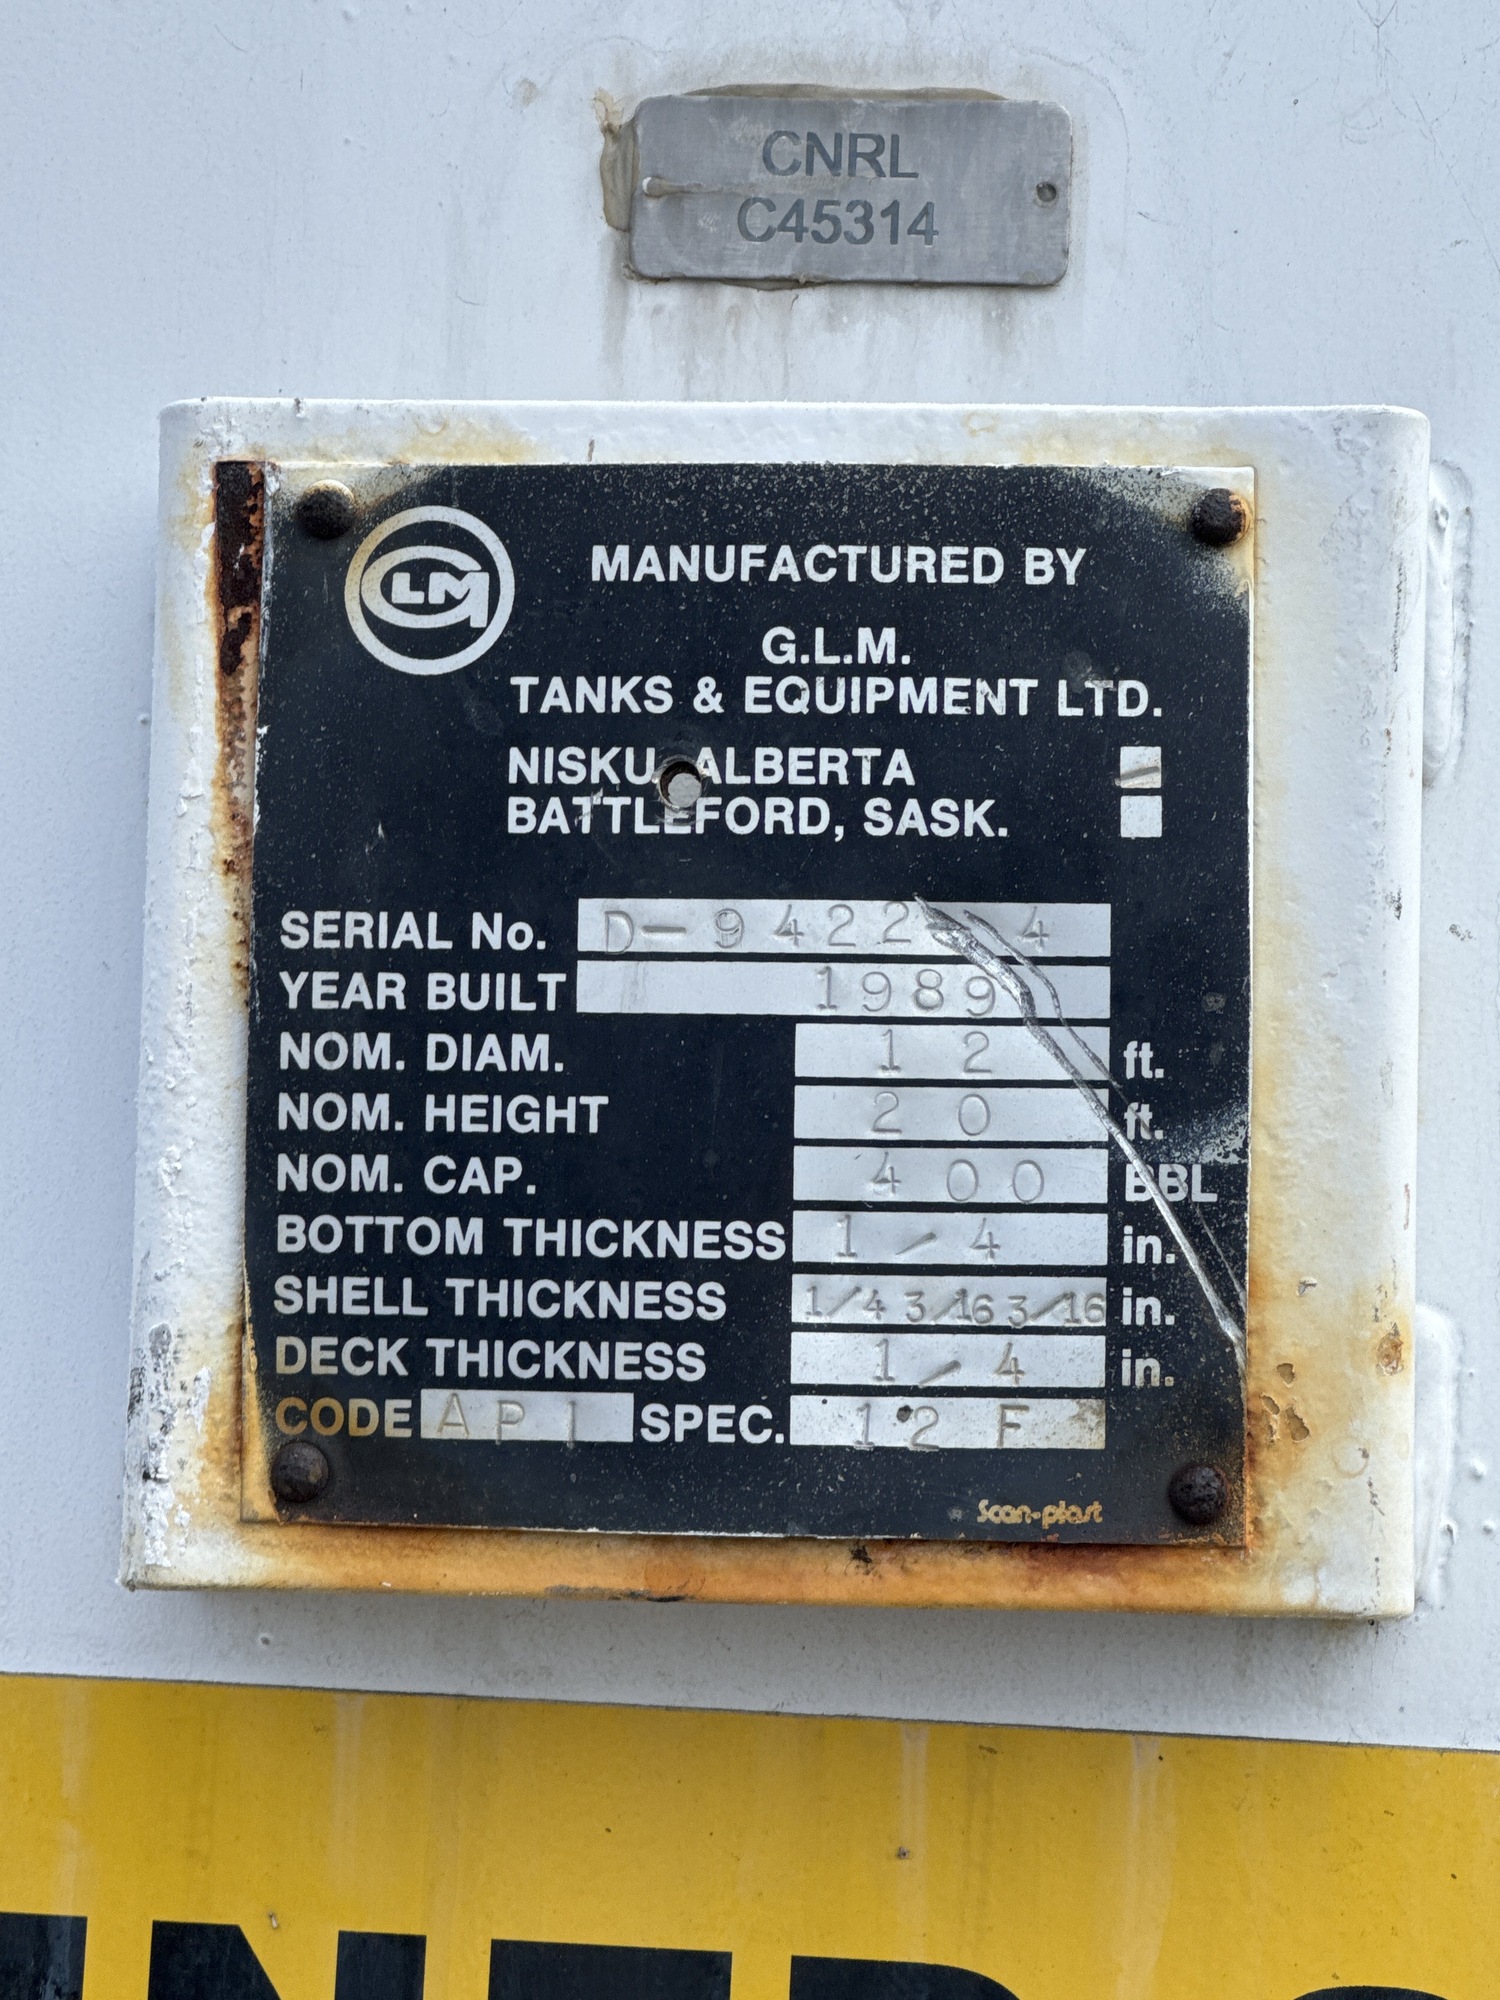 CNRL
C45314
GLM
MANUFACTURED BY
G.L.M.
TANKS & EQUIPMENT LTD.
NISKU ALBERTA
BATTLEFORD, SASK.
SERIAL No. D-9422-4
YEAR BUILT 1989
NOM. DIAM. 12 ft.
NOM. HEIGHT 20 ft.
NOM. CAP. 400 BBL
BOTTOM THICKNESS 1/4 in.
SHELL THICKNESS 1/4 3/16 3/16 in.
DECK THICKNESS 1/4 in.
CODE API SPEC. 12 F
Scan-plast